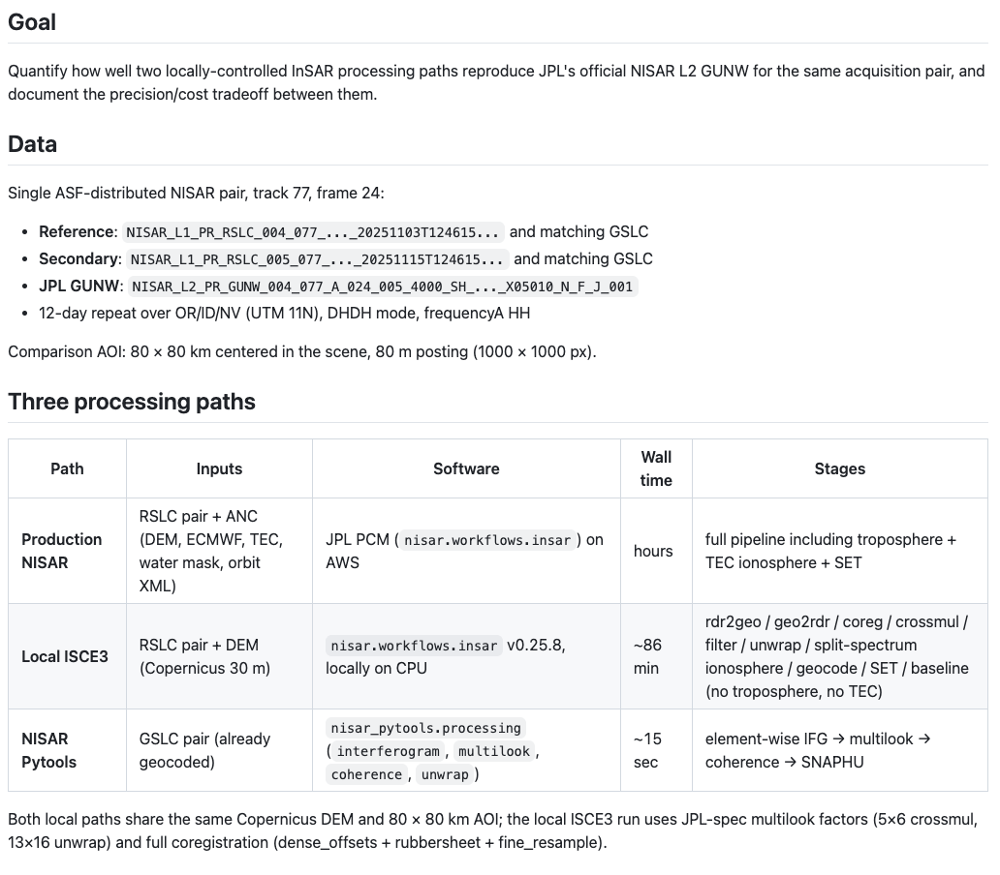 Goal
Quantify how well two locally-controlled InSAR processing paths reproduce JPL's official NISAR L2 GUNW for the same acquisition pair, and
document the precision/cost tradeoff between them.
Data
Single ASF-distributed NISAR pair, track 77, frame 24:
• Reference: NISAR_L1_PR_RSLC_004_077_..._20251103T124615... and matching GSLC
• Secondary: NISAR_L1_PR_RSLC_005_077_..._20251115T124615... and matching GSLC
• JPL GUNW: NISAR_L2_PR_GUNW_004_077_A_024_005_4000_SH_..._X05010_N_F_J_001
• 12-day repeat over OR/ID/NV (UTM 11N), DHDH mode, frequencyA HH
Comparison AOI: 80 × 80 km centered in the scene, 80 m posting (1000 × 1000 px).
Three processing paths
Path Inputs Software Wall time Stages
Production NISAR
RSLC pair + ANC
(DEM, ECMWF, TEC,
water mask, orbit
XML)
JPL PCM ( nisar.workflows.insar ) on
AWS
hours
full pipeline including troposphere +
TEC ionosphere + SET
Local ISCE3
RSLC pair + DEM
(Copernicus 30 m)
nisar.workflows.insar v0.25.8,
locally on CPU
~86
min
rdr2geo / geo2rdr / coreg / crossmul /
filter / unwrap / split-spectrum
ionosphere / geocode / SET / baseline
(no troposphere, no TEC)
NISAR
Pytools
GSLC pair (already
geocoded)
nisar_pytools.processing
( interferogram , multilook ,
coherence , unwrap )
~15
sec
element-wise IFG → multilook →
coherence → SNAPHU
Both local paths share the same Copernicus DEM and 80 × 80 km AOI; the local ISCE3 run uses JPL-spec multilook factors (5×6 crossmul,
13×16 unwrap) and full coregistration (dense_offsets + rubbersheet + fine_resample).